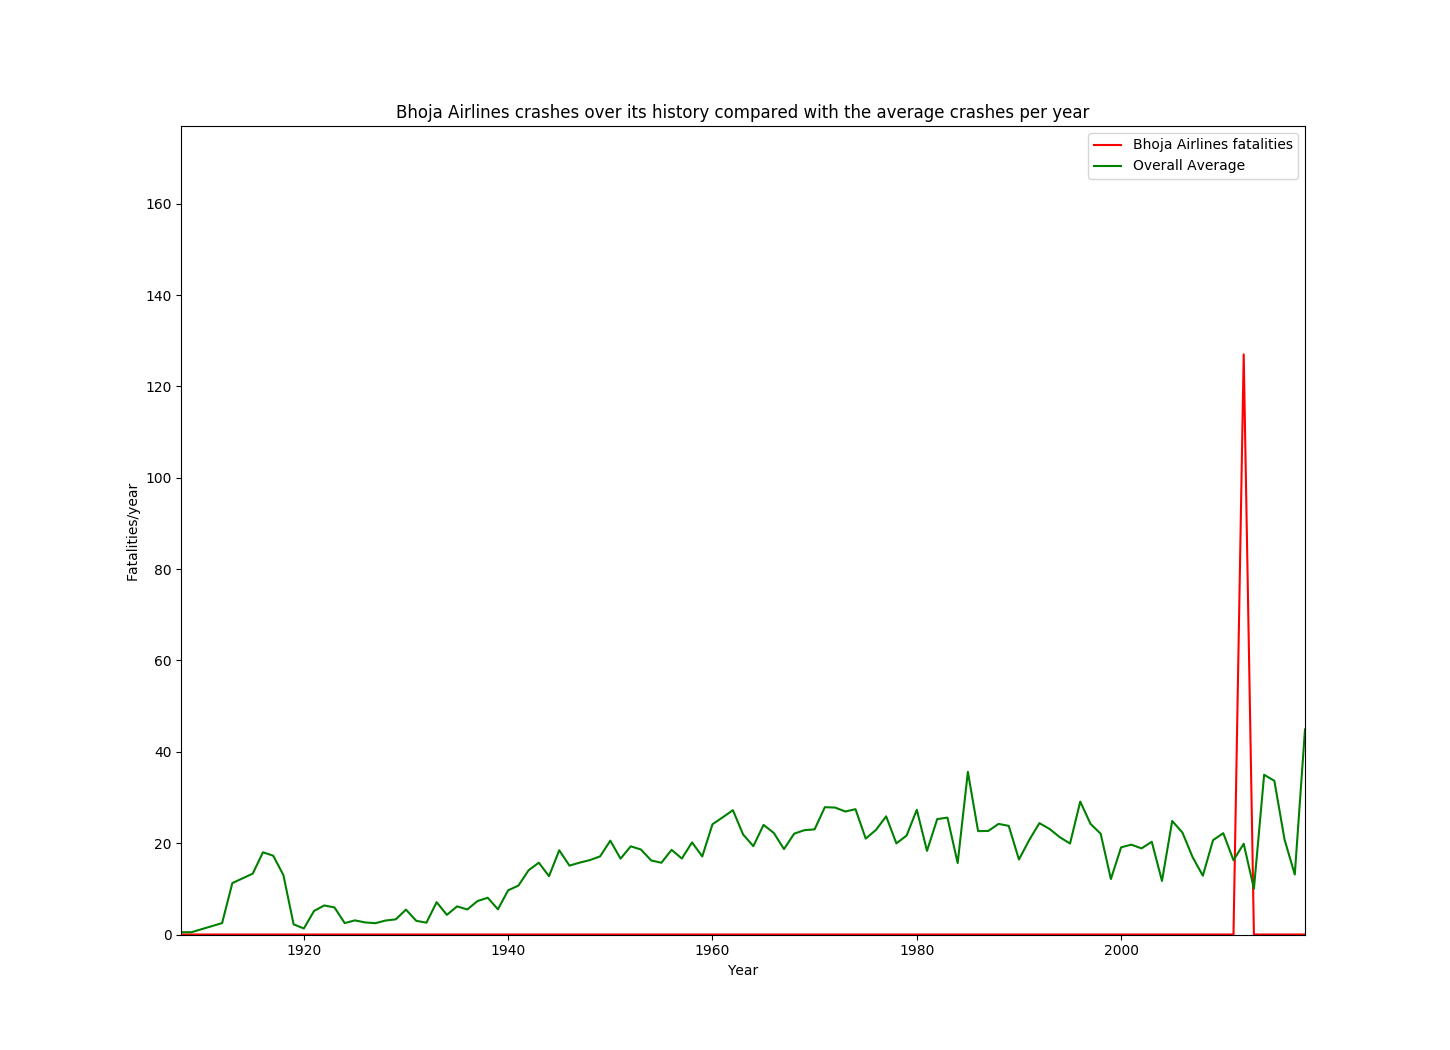 Bhoja Airlines crashes over its history compared with the average crashes per year
Bhoja Airlines fatalities
Overall Average
160
140
120
100
80
60
40
20
0
Fatalities/year
1920 1940 1960 1980 2000
Year